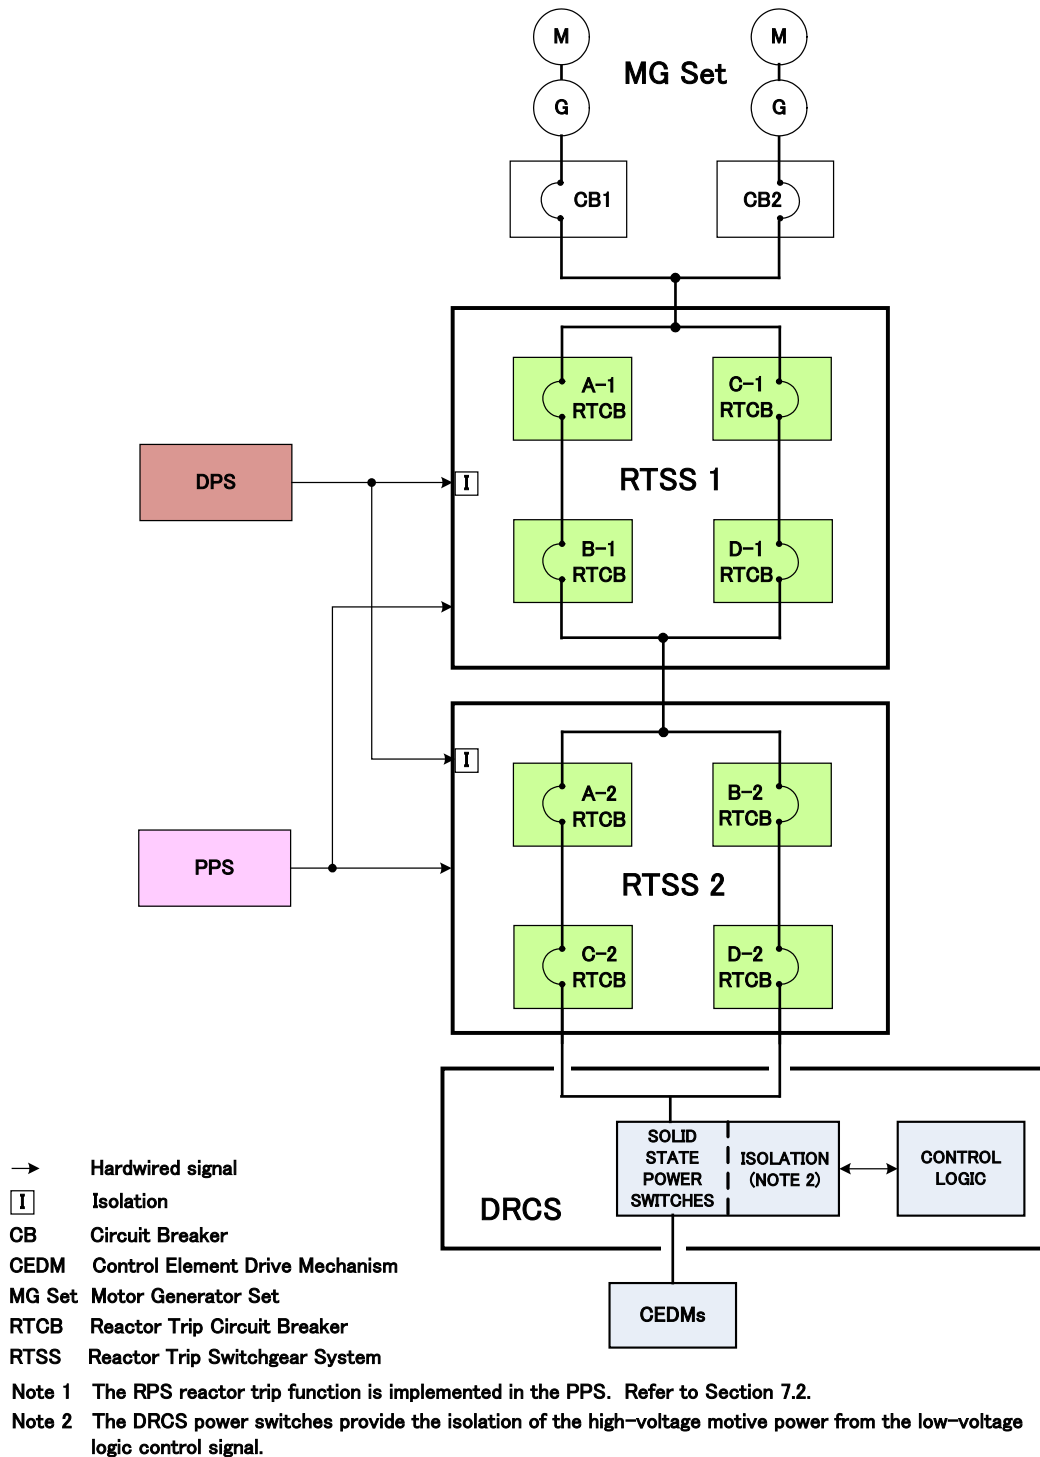 M
M
MG Set
G
G
CB1
CB2
A-1
RTCB
C-1
RTCB
DPS
I
RTSS 1
B-1
RTCB
D-1
RTCB
I
A-2
RTCB
B-2
RTCB
PPS
RTSS 2
C-2
RTCB
D-2
RTCB
SOLID
STATE
POWER
SWITCHES
ISOLATION
(NOTE 2)
CONTROL
LOGIC
DRCS
CEDMs
Hardwired signal
I Isolation
CB Circuit Breaker
CEDM Control Element Drive Mechanism
MG Set Motor Generator Set
RTCB Reactor Trip Circuit Breaker
RTSS Reactor Trip Switchgear System
Note 1 The RPS reactor trip function is implemented in the PPS. Refer to Section 7.2.
Note 2 The DRCS power switches provide the isolation of the high-voltage motive power from the low-voltage
logic control signal.